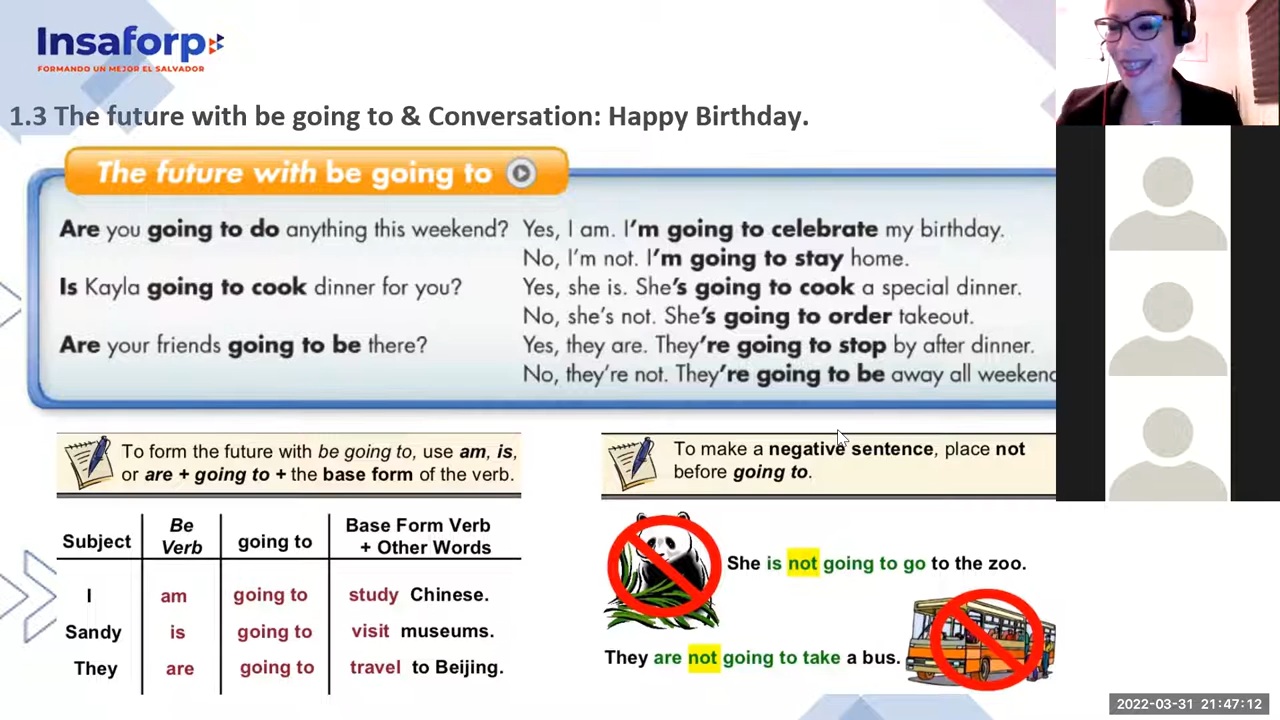 Insaforp
FORMANDO UN MEJOR EL SALVADOR
1.3 The future with be going to & Conversation: Happy Birthday.
The future with be going to
Are you going to do anything this weekend? Yes, I am. I'm going to celebrate my birthday.
No, I'm not. I'm going to stay home.
Is Kayla going to cook dinner for you? Yes, she is. She's going to cook a special dinner.
No, she's not. She's going to order takeout.
Are your friends going to be there? Yes, they are. They're going to stop by after dinner.
No, they're not. They're going to be away all weekend
To form the future with be going to, use am, is,
or are + going to + the base form of the verb.
Subject Be Verb going to Base Form Verb + Other Words
I am going to study Chinese.
Sandy is going to visit museums.
They are going to travel to Beijing.
To make a negative sentence, place not
before going to.
She is not going to go to the zoo.
They are not going to take a bus.
2022-03-31 21:47:12